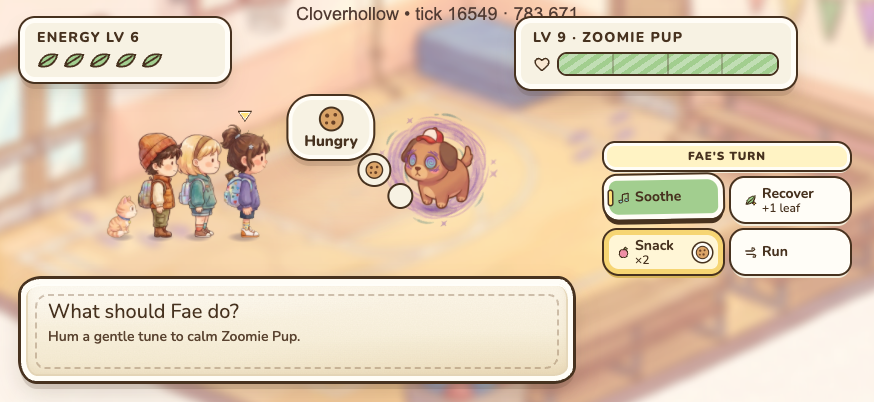 Cloverhollow • tick 16549 · 783,671
ENERGY LV 6
LV 9 · ZOOMIE PUP
Hungry
FAE'S TURN
Soothe
Recover
+1 leaf
Snack
×2
Run
What should Fae do?
Hum a gentle tune to calm Zoomie Pup.